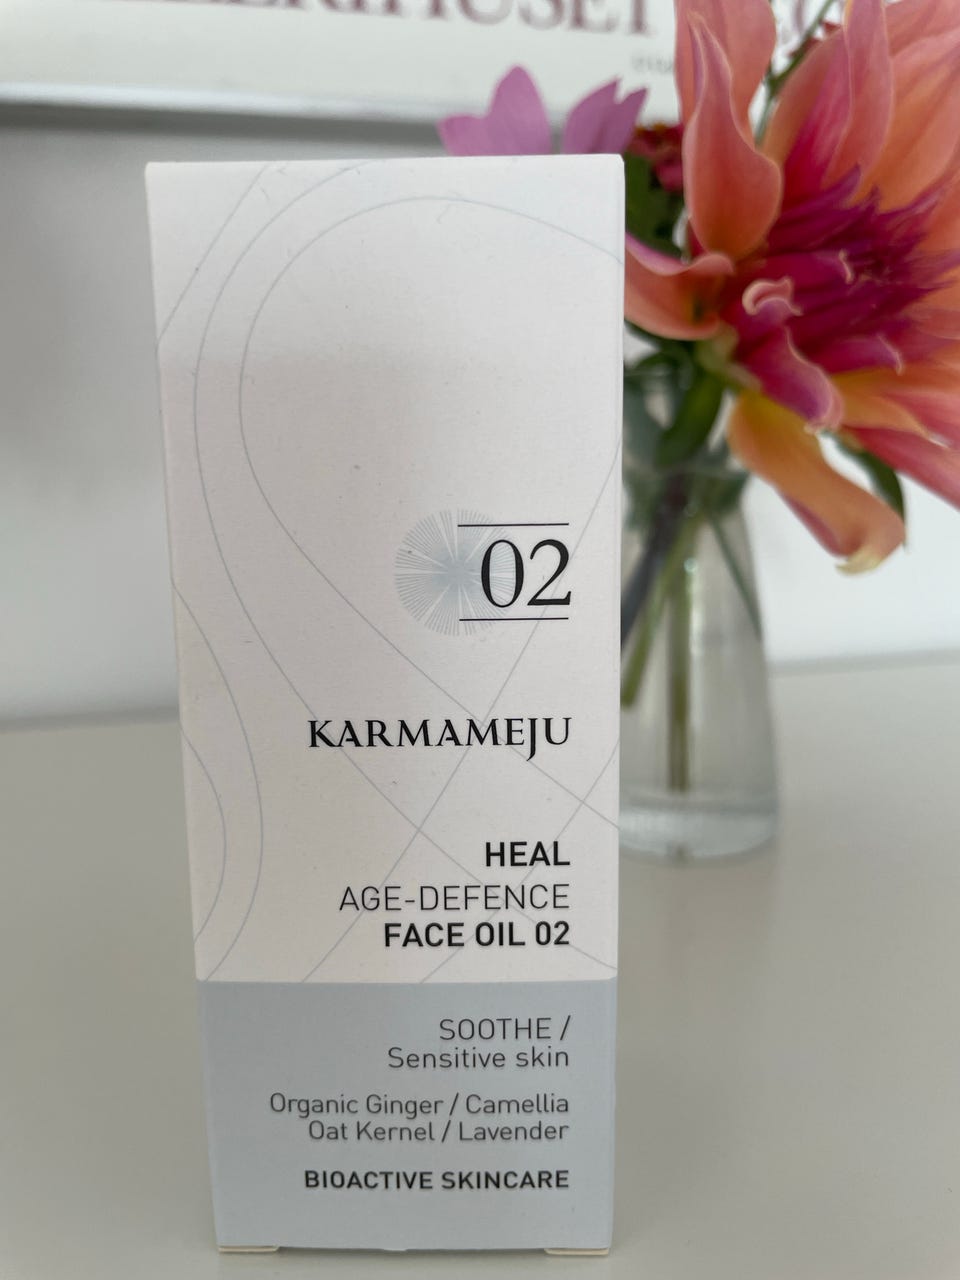 02
KARMAMEJU
HEAL
AGE-DEFENCE
FACE OIL 02
SOOTHE /
Sensitive skin
Organic Ginger / Camellia
Oat Kernel / Lavender
BIOACTIVE SKINCARE